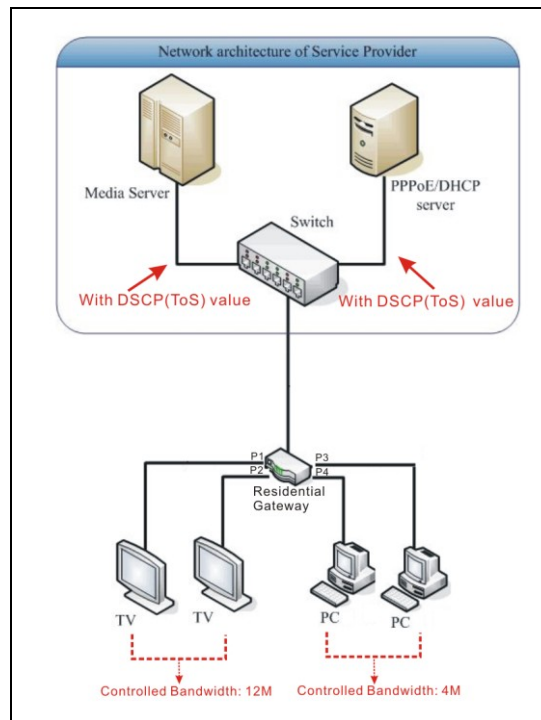 Network architecture of Service Provider
Media Server
PPPoE/DHCP
server
Switch
With DSCP(ToS) value
With DSCP(ToS) value
P1
P3
P2
P4
Residential
Gateway
TV
TV
PC
PC
Controlled Bandwidth: 12M
Controlled Bandwidth: 4M